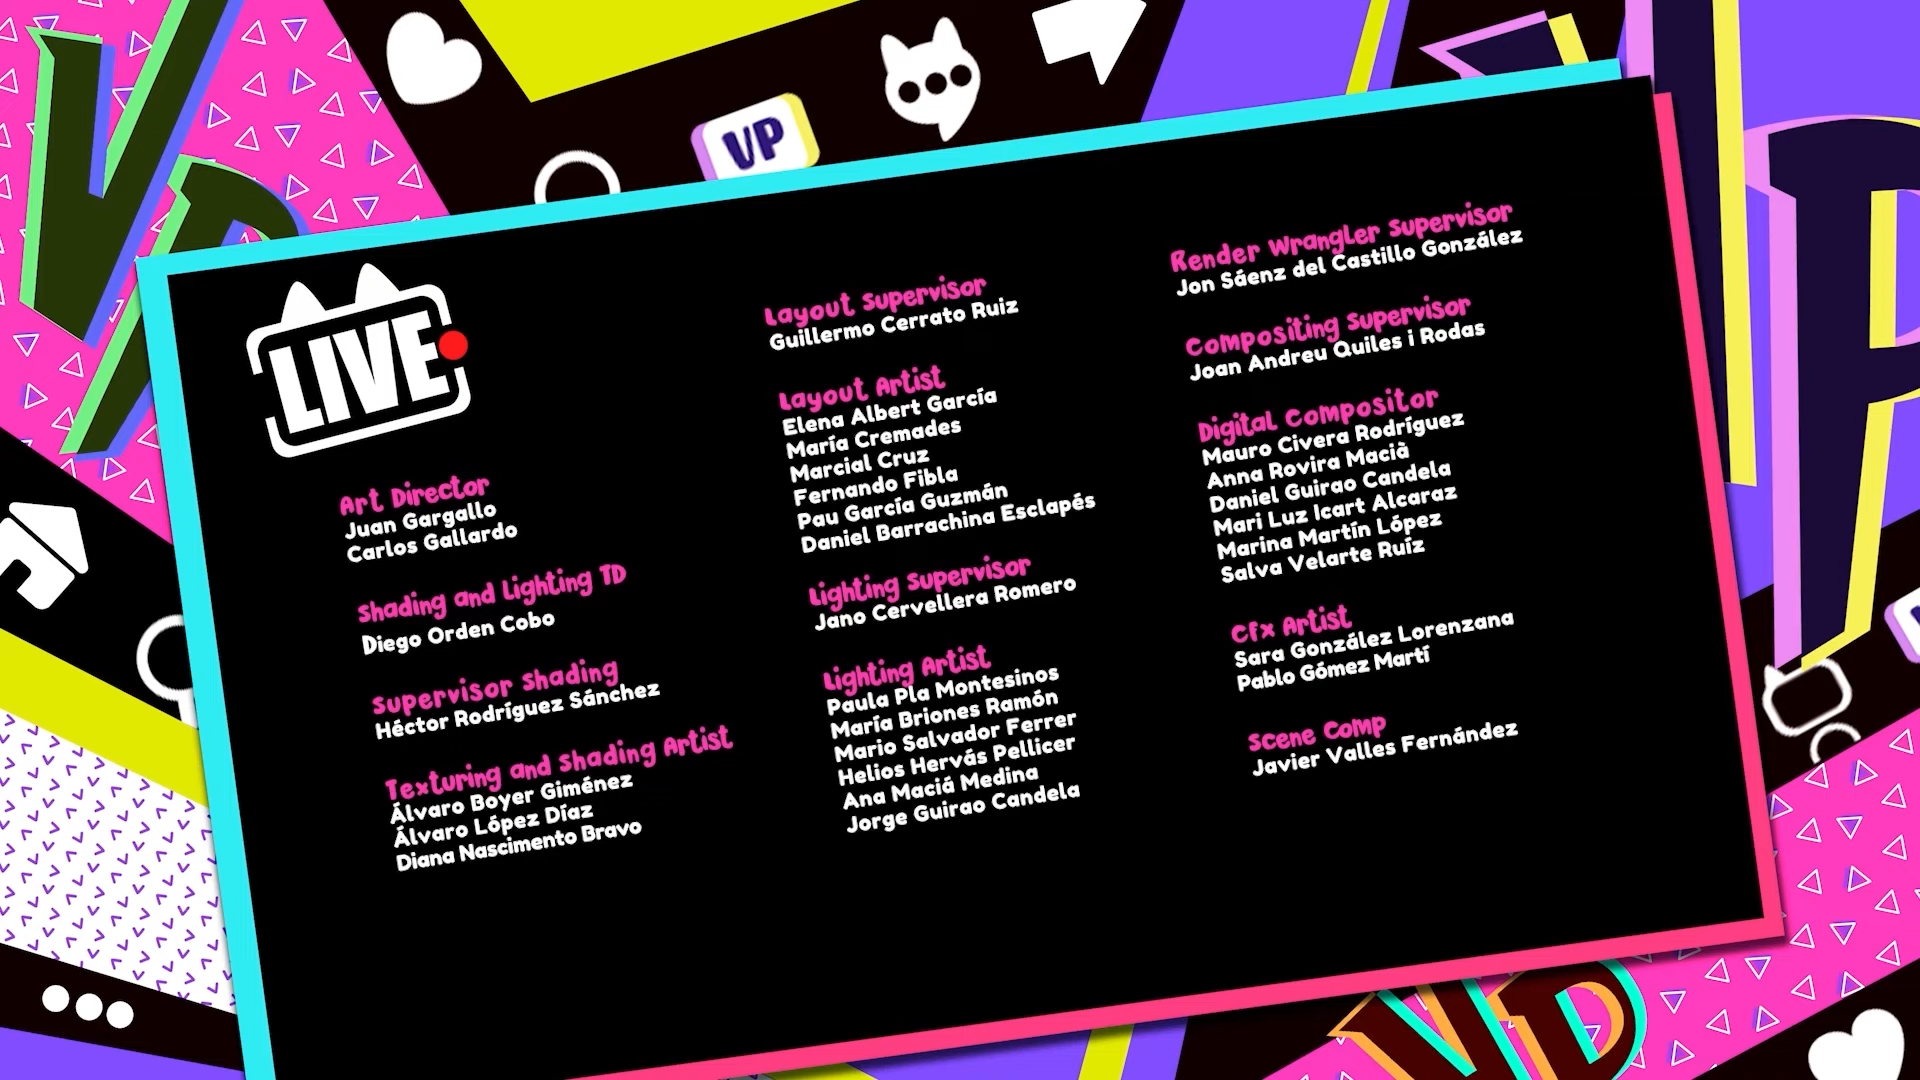 VP
VP
LIVE
Art Director
Juan Gargallo
Carlos Gallardo
Shading and Lighting TD
Diego Orden Cobo
Supervisor Shading
Héctor Rodríguez Sánchez
Texturing and Shading Artist
Álvaro Boyer Giménez
Álvaro López Díaz
Diana Nascimento Bravo
Layout Supervisor
Guillermo Cerrato Ruiz
Layout Artist
Elena Albert García
María Cremades
Marcial Cruz
Fernando Fibla
Pau García Guzmán
Daniel Barrachina Esclapés
Lighting Supervisor
Jano Cervellera Romero
Lighting Artist
Paula Pla Montesinos
María Briones Ramón
Mario Salvador Ferrer
Helios Hervás Pellicer
Ana Maciá Medina
Jorge Guirao Candela
Render Wrangler Supervisor
Jon Sáenz del Castillo González
Compositing Supervisor
Joan Andreu Quiles i Rodas
Digital Compositor
Mauro Civera Rodríguez
Anna Rovira Macià
Daniel Guirao Candela
Mari Luz Icart Alcaraz
Marina Martín López
Salva Velarte Ruíz
Cfx Artist
Sara González Lorenzana
Pablo Gómez Martí
Scene Comp
Javier Valles Fernández
VP
VP